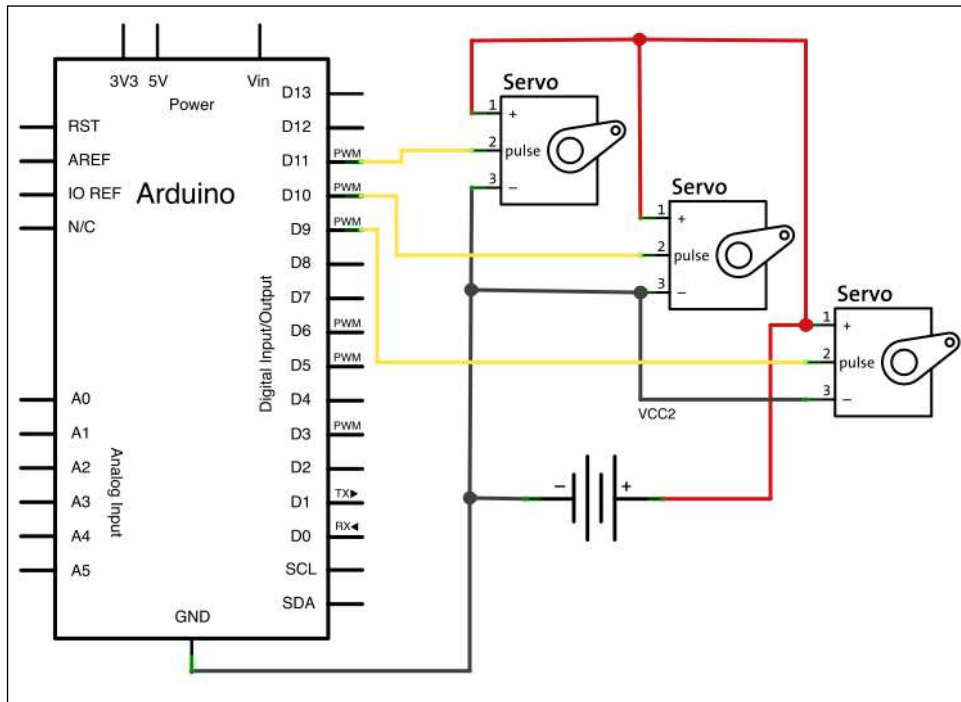 3V3 5V Vin
Power
RST
AREF
IO REF
N/C
Arduino
A0
A1
A2
A3
A4
A5
Analog Input
D13
D12
D11 PWM
D10 PWM
D9 PWM
D8
D7
D6 PWM
D5 PWM
D4
D3 PWM
D2
D1 TX▶
D0 RX◀
SCL
SDA
Digital Input/Output
GND
Servo
1 +
2 pulse
3 −
Servo
1 +
2 pulse
3 −
Servo
1 +
2 pulse
3 −
VCC2
− +